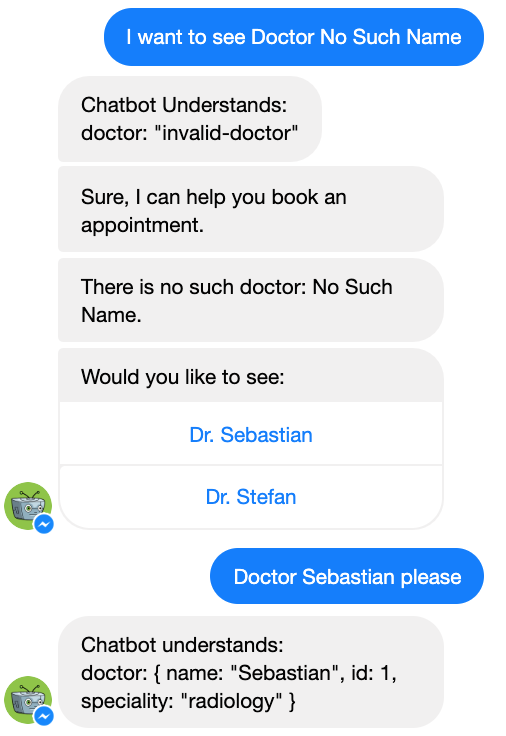 I want to see Doctor No Such Name
Chatbot Understands:
doctor: "invalid-doctor"
Sure, I can help you book an
appointment.
There is no such doctor: No Such
Name.
Would you like to see:
Dr. Sebastian
Dr. Stefan
Doctor Sebastian please
Chatbot understands:
doctor: { name: "Sebastian", id: 1,
speciality: "radiology" }